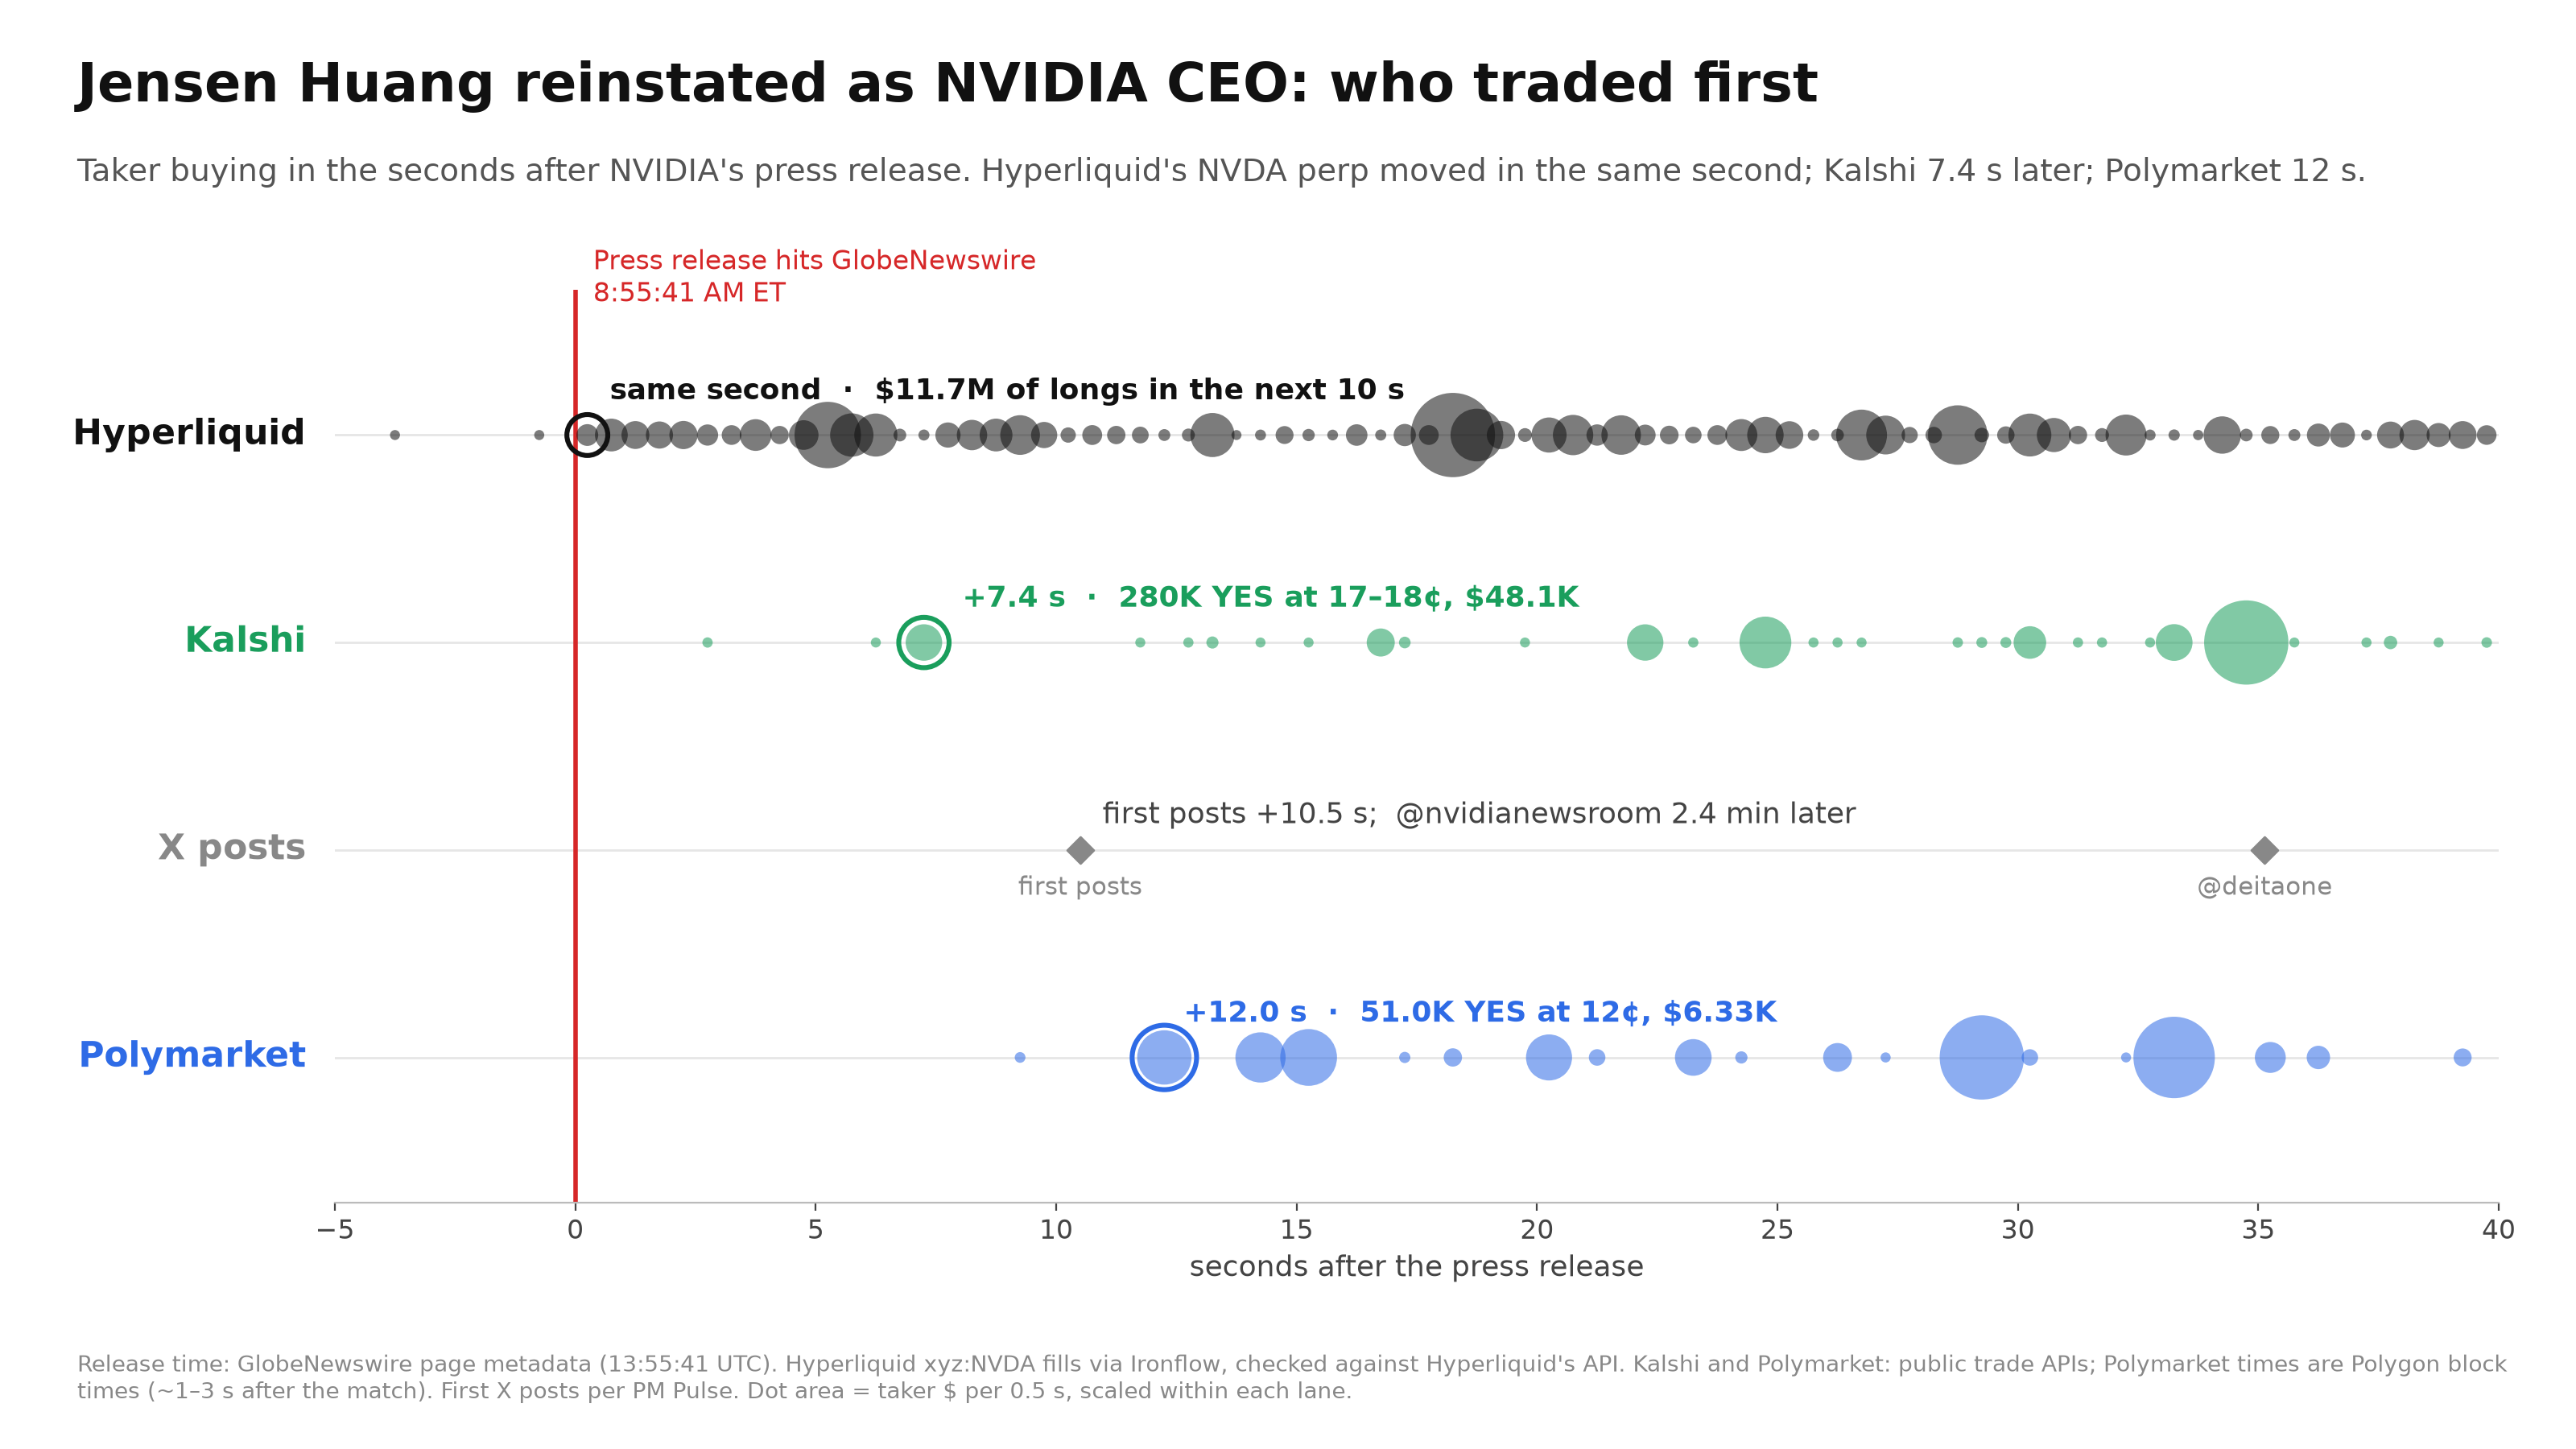 Jensen Huang reinstated as NVIDIA CEO: who traded first
Taker buying in the seconds after NVIDIA's press release. Hyperliquid's NVDA perp moved in the same second; Kalshi 7.4 s later; Polymarket 12 s.
Press release hits GlobeNewswire
8:55:41 AM ET
same second · $11.7M of longs in the next 10 s
Hyperliquid
+7.4 s · 280K YES at 17–18¢, $48.1K
Kalshi
first posts +10.5 s; @nvidianewsroom 2.4 min later
X posts
first posts
@deitaone
+12.0 s · 51.0K YES at 12¢, $6.33K
Polymarket
−5 0 5 10 15 20 25 30 35 40
seconds after the press release
Release time: GlobeNewswire page metadata (13:55:41 UTC). Hyperliquid xyz:NVDA fills via Ironflow, checked against Hyperliquid's API. Kalshi and Polymarket: public trade APIs; Polymarket times are Polygon block
times (~1–3 s after the match). First X posts per PM Pulse. Dot area = taker $ per 0.5 s, scaled within each lane.